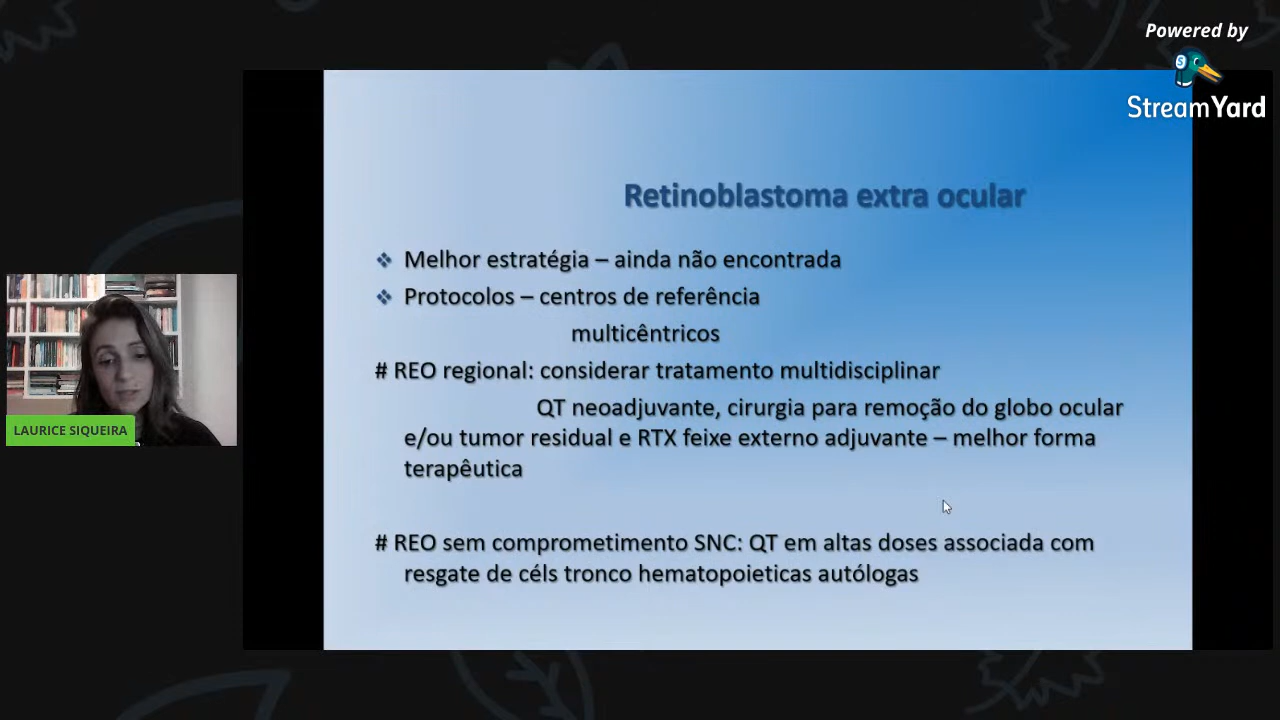 Powered by
StreamYard
Retinoblastoma extra ocular
❖ Melhor estratégia – ainda não encontrada
❖ Protocolos – centros de referência
multicêntricos
# REO regional: considerar tratamento multidisciplinar
QT neoadjuvante, cirurgia para remoção do globo ocular
e/ou tumor residual e RTX feixe externo adjuvante – melhor forma
terapêutica
# REO sem comprometimento SNC: QT em altas doses associada com
resgate de céls tronco hematopoieticas autólogas
LAURICE SIQUEIRA